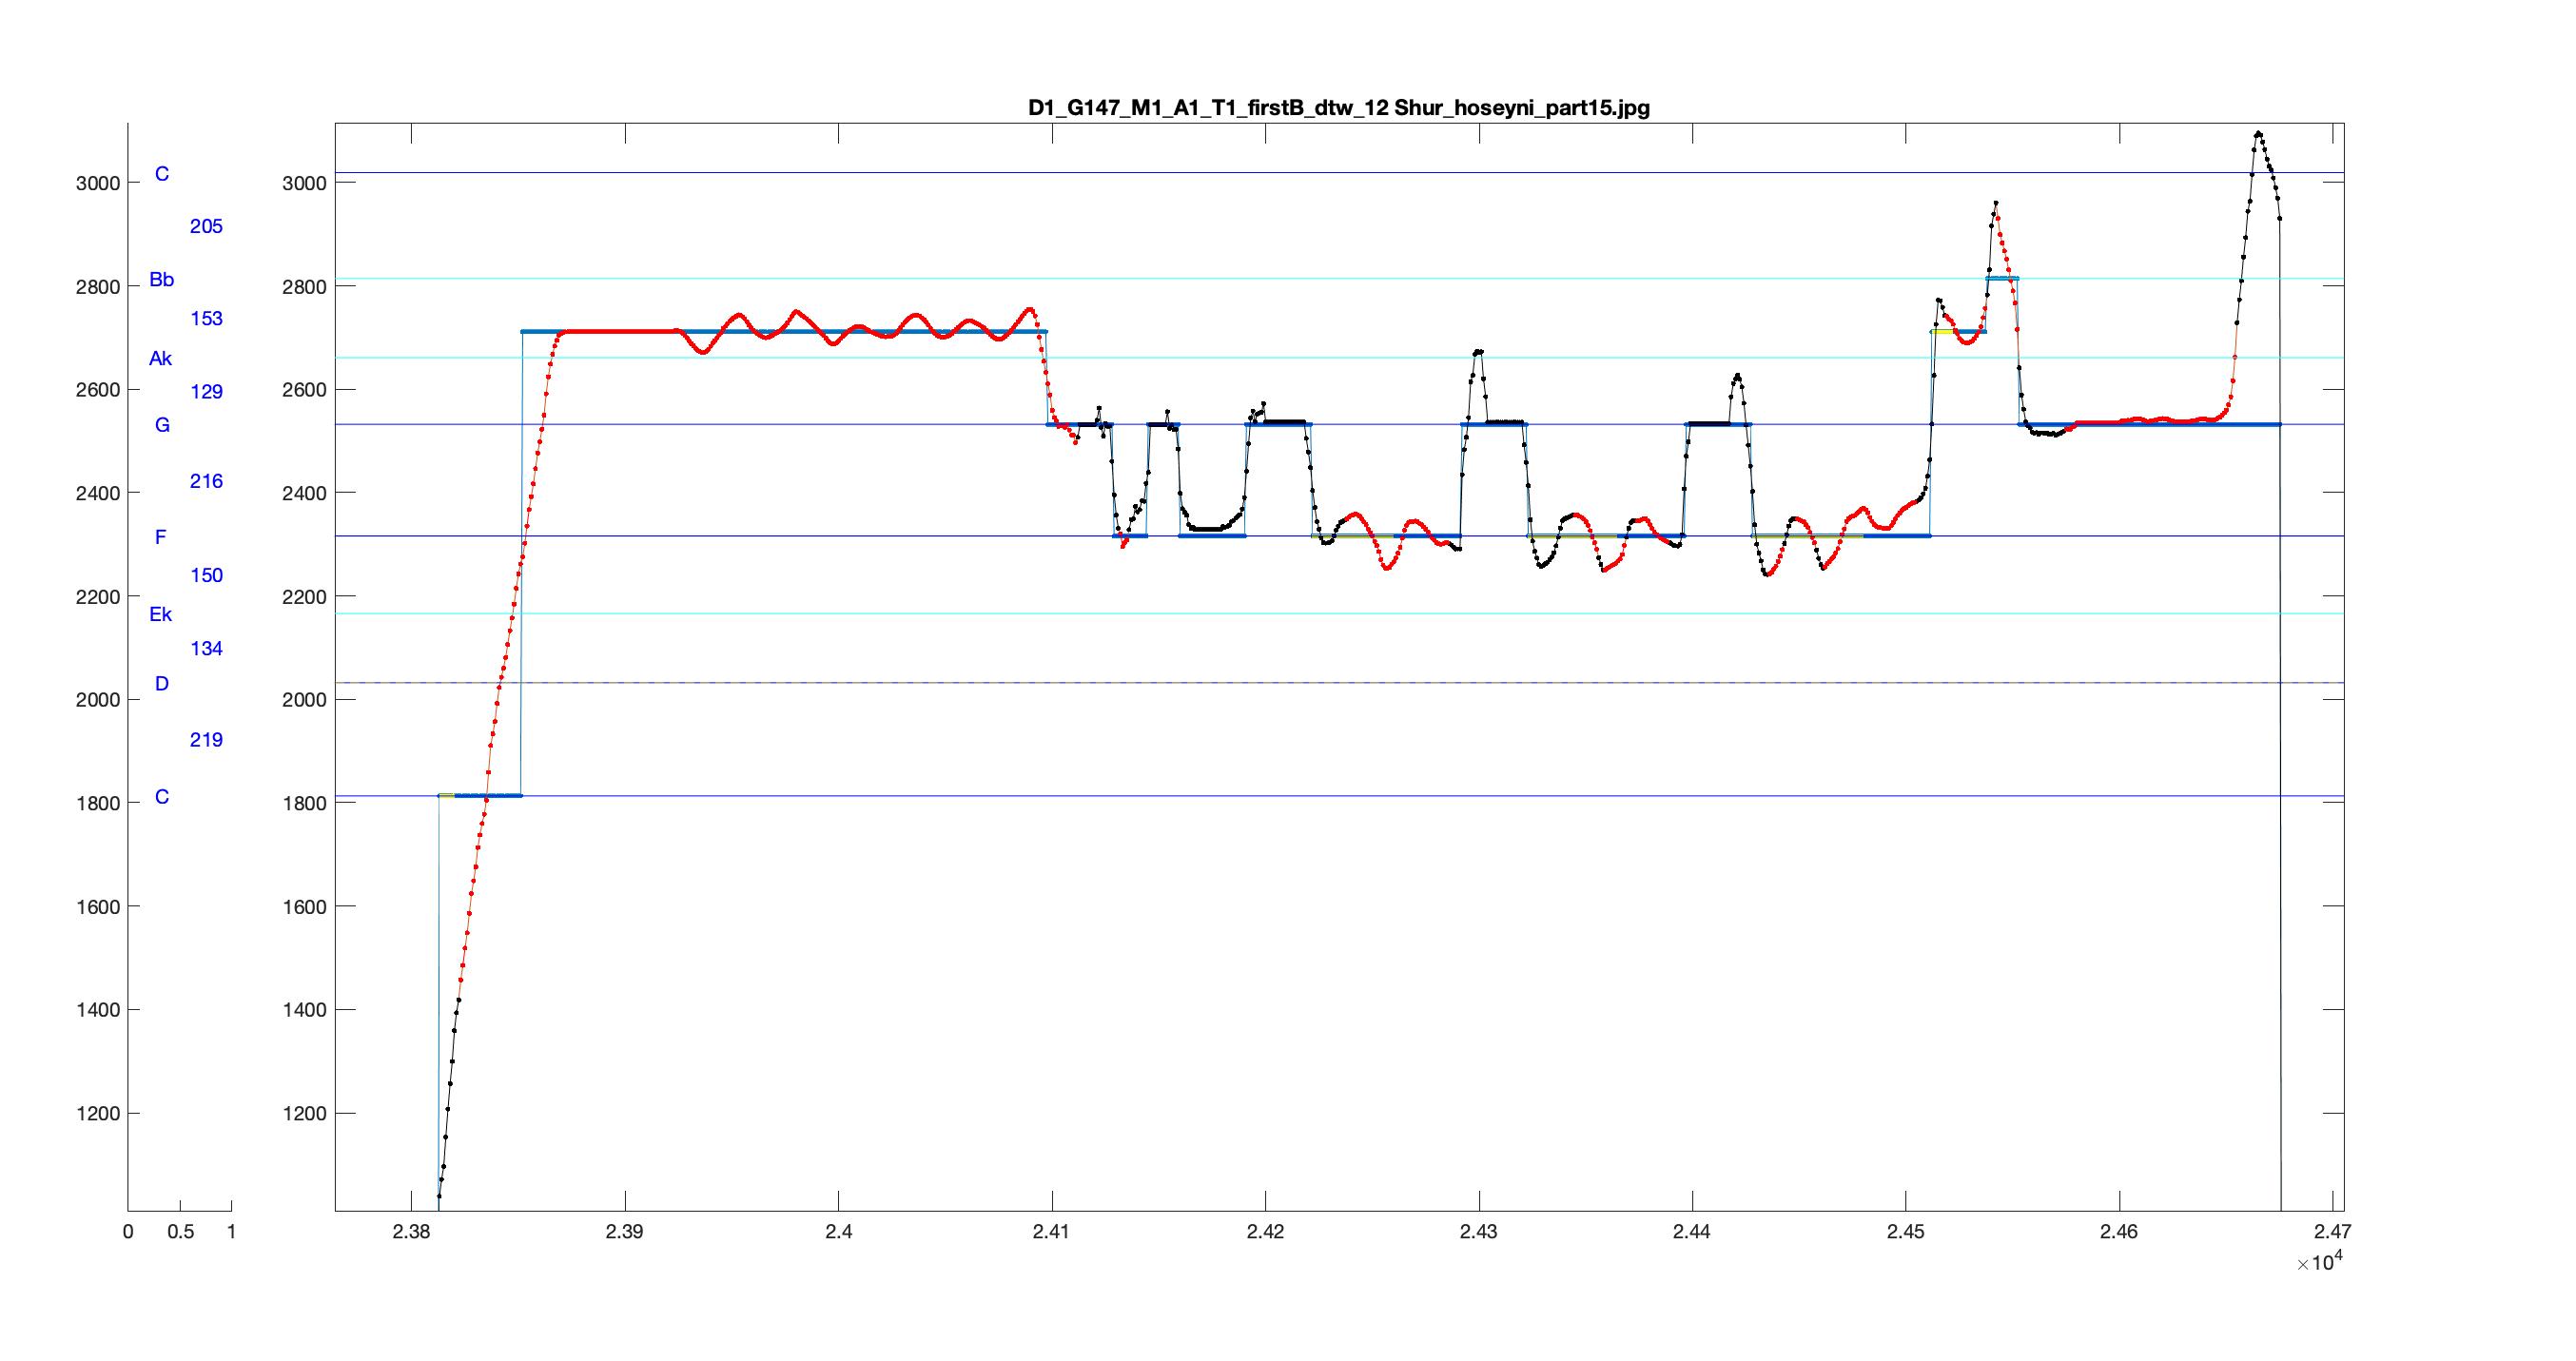 D1_G147_M1_A1_T1_firstB_dtw_12 Shur_hoseyni_part15.jpg
3000
C
3000
205
2800
Bb
2800
153
Ak
2600
129
2600
G
2400
216
2400
F
150
2200
Ek
2200
134
D
2000
2000
219
1800
C
1800
1600
1600
1400
1400
1200
1200
0 0.5 1 2.38 2.39 2.4 2.41 2.42 2.43 2.44 2.45 2.46 2.47
×10^4